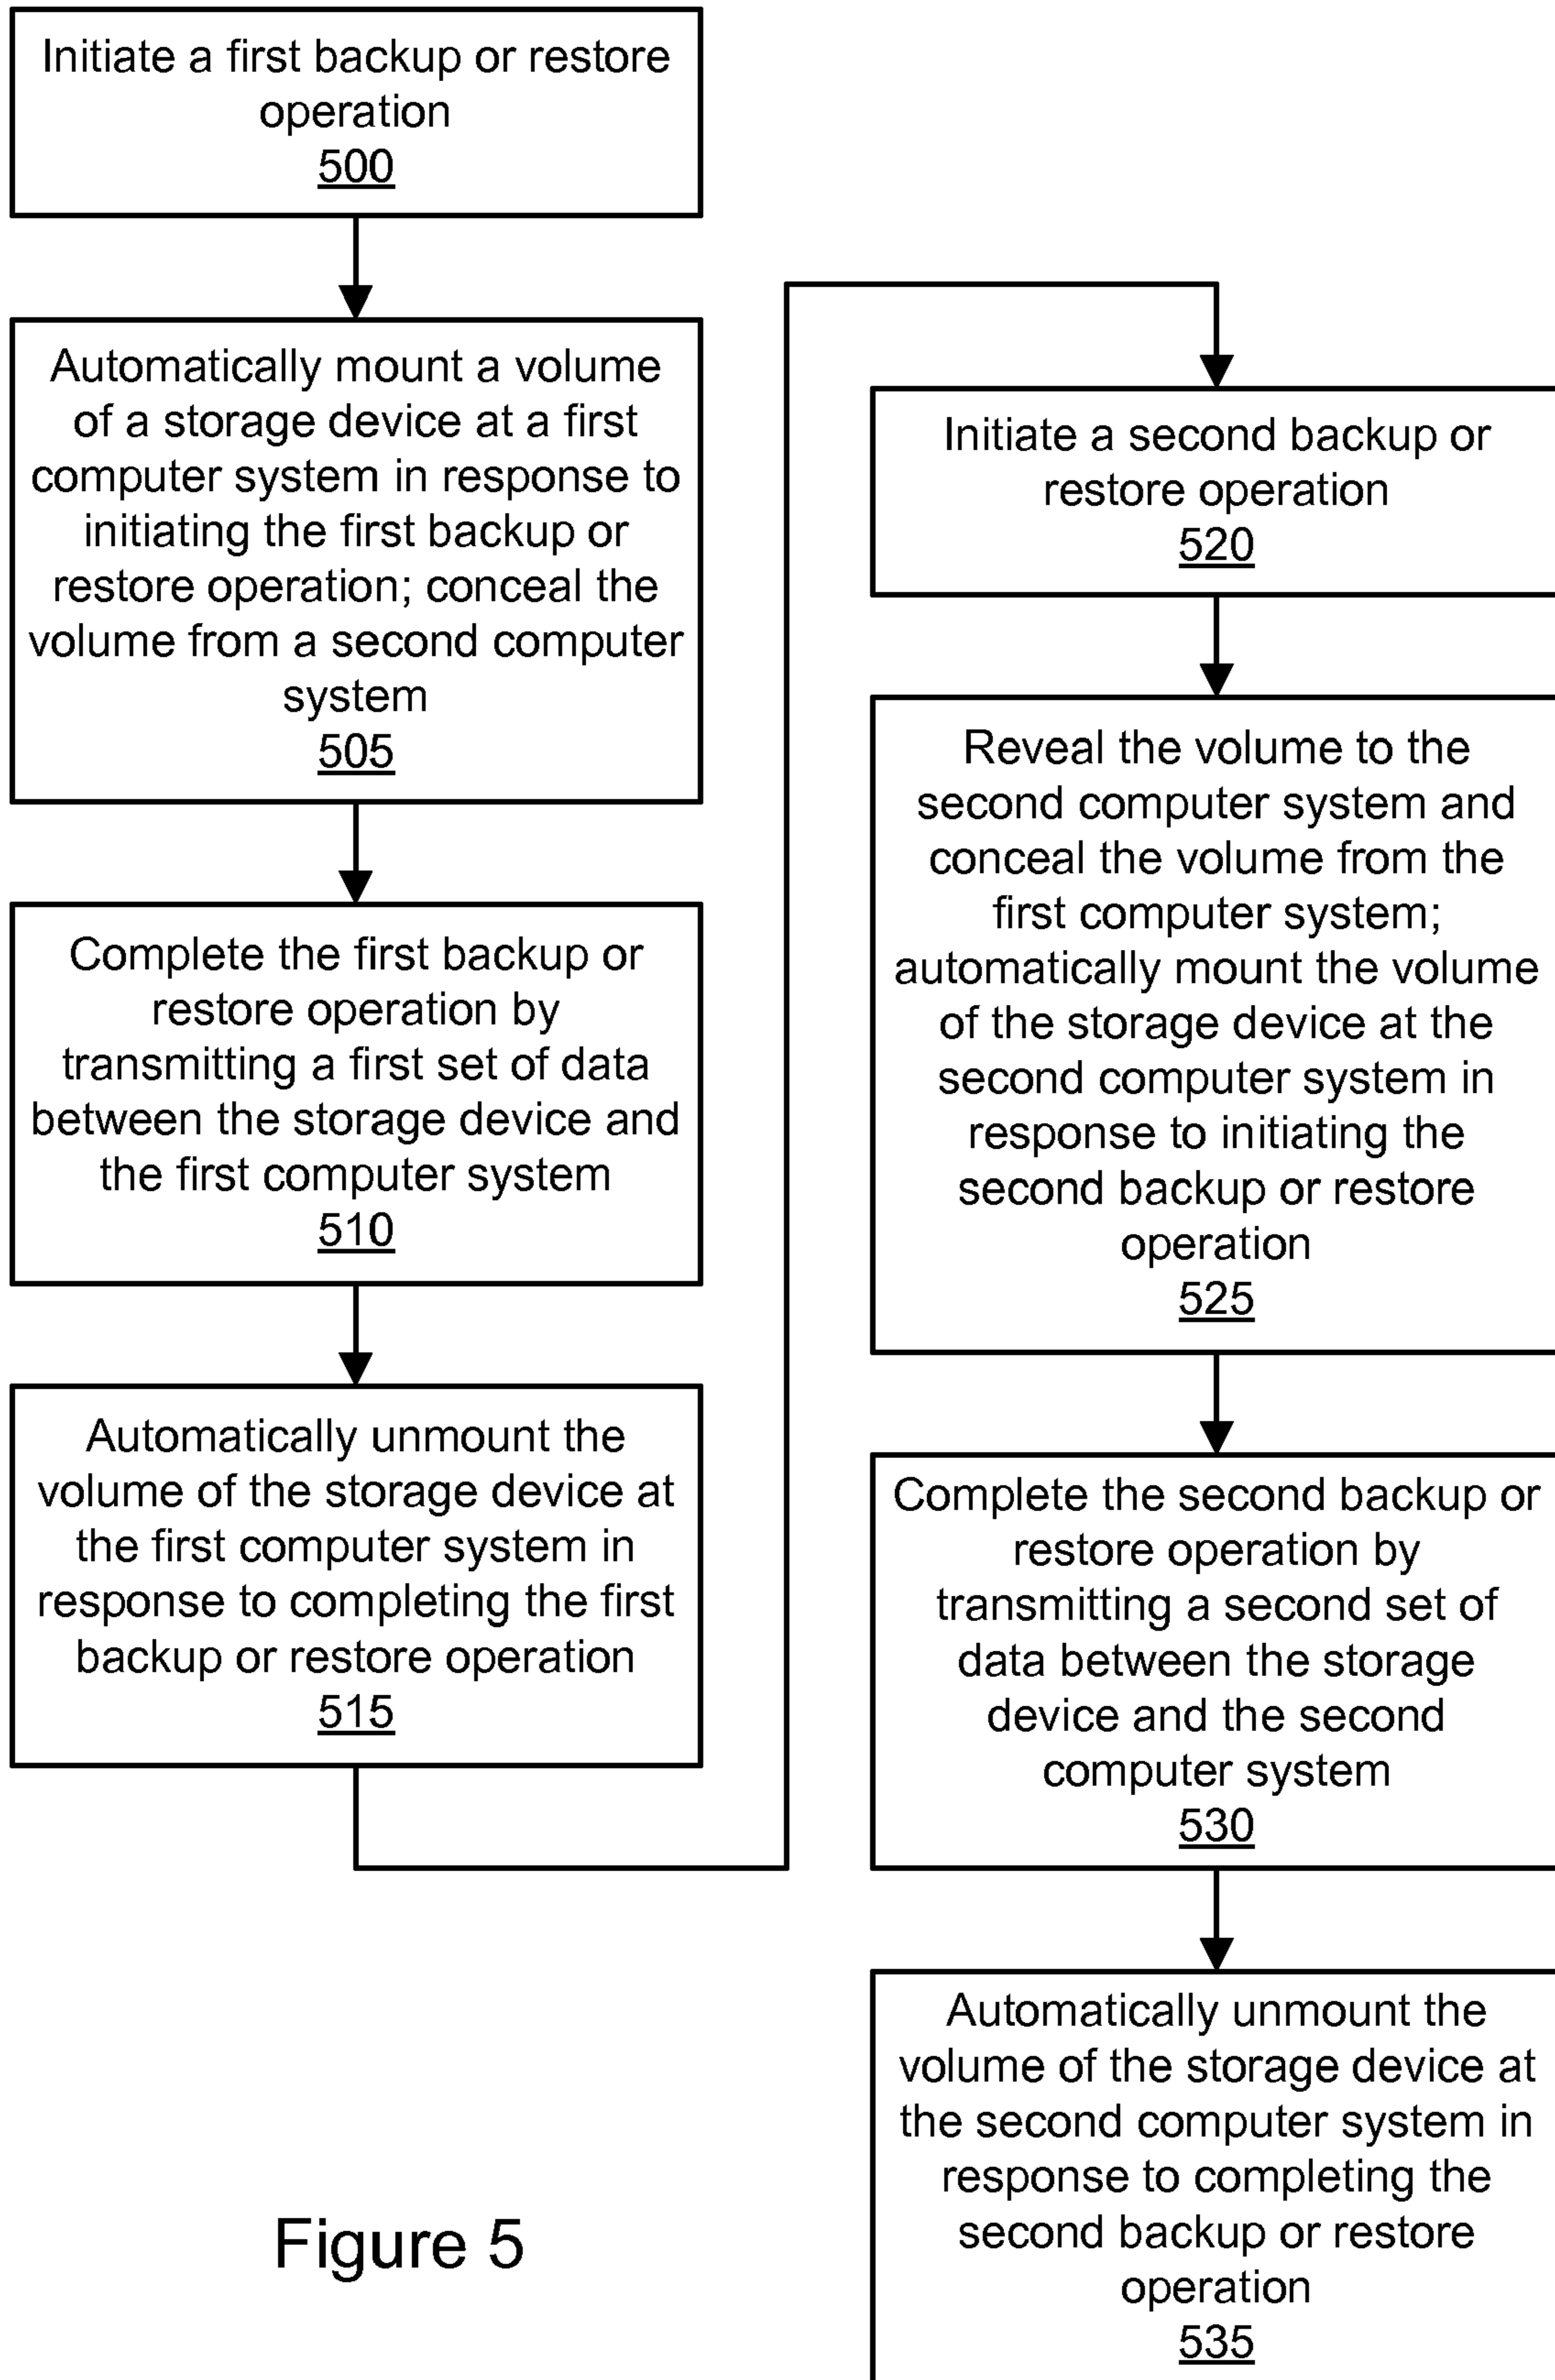 Initiate a first backup or restore
operation
500
Automatically mount a volume
of a storage device at a first
computer system in response to
initiating the first backup or
restore operation; conceal the
volume from a second computer
system
505
Complete the first backup or
restore operation by
transmitting a first set of data
between the storage device and
the first computer system
510
Automatically unmount the
volume of the storage device at
the first computer system in
response to completing the first
backup or restore operation
515
Initiate a second backup or
restore operation
520
Reveal the volume to the
second computer system and
conceal the volume from the
first computer system;
automatically mount the volume
of the storage device at the
second computer system in
response to initiating the
second backup or restore
operation
525
Complete the second backup or
restore operation by
transmitting a second set of
data between the storage
device and the second
computer system
530
Automatically unmount the
volume of the storage device at
the second computer system in
response to completing the
second backup or restore
operation
535
Figure 5